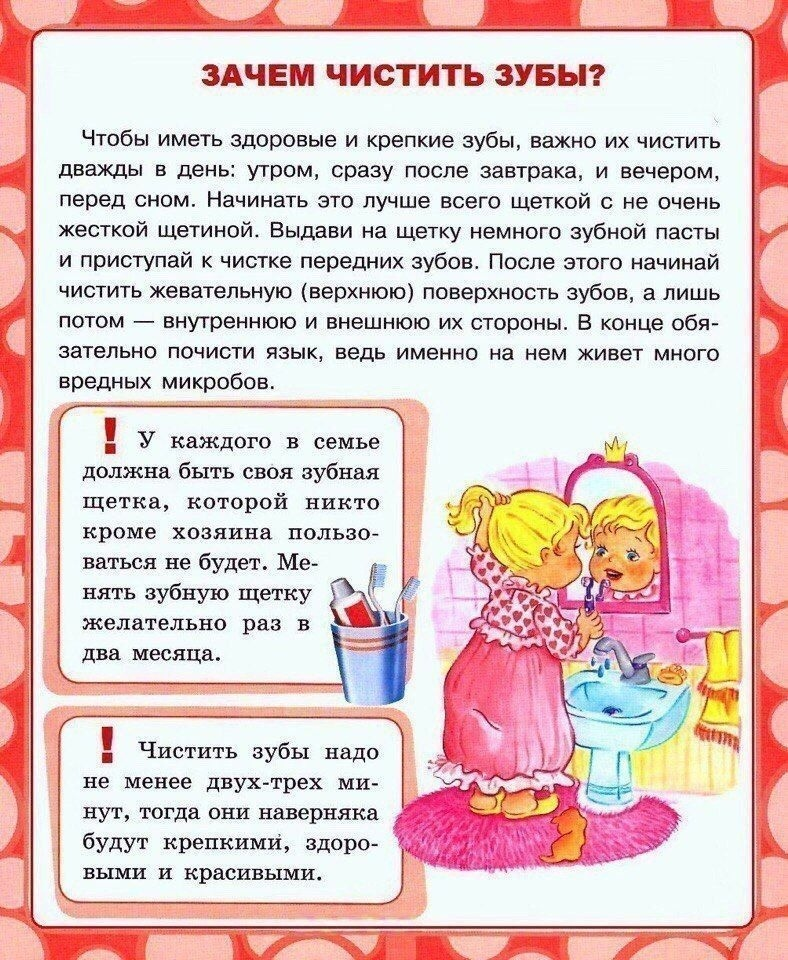 ЗАЧЕМ ЧИСТИТЬ ЗУБЫ?
Чтобы иметь здоровые и крепкие зубы, важно их чистить
дважды в день: утром, сразу после завтрака, и вечером,
перед сном. Начинать это лучше всего щеткой с не очень
жесткой щетиной. Выдави на щетку немного зубной пасты
и приступай к чистке передних зубов. После этого начинай
чистить жевательную (верхнюю) поверхность зубов, а лишь
потом — внутреннюю и внешнюю их стороны. В конце обя-
зательно почисти язык, ведь именно на нем живет много
вредных микробов.
! У каждого в семье
должна быть своя зубная
щетка, которой никто
кроме хозяина пользо-
ваться не будет. Ме-
нять зубную щетку
желательно раз в
два месяца.
! Чистить зубы надо
не менее двух-трех ми-
нут, тогда они наверняка
будут крепкими, здоро-
выми и красивыми.